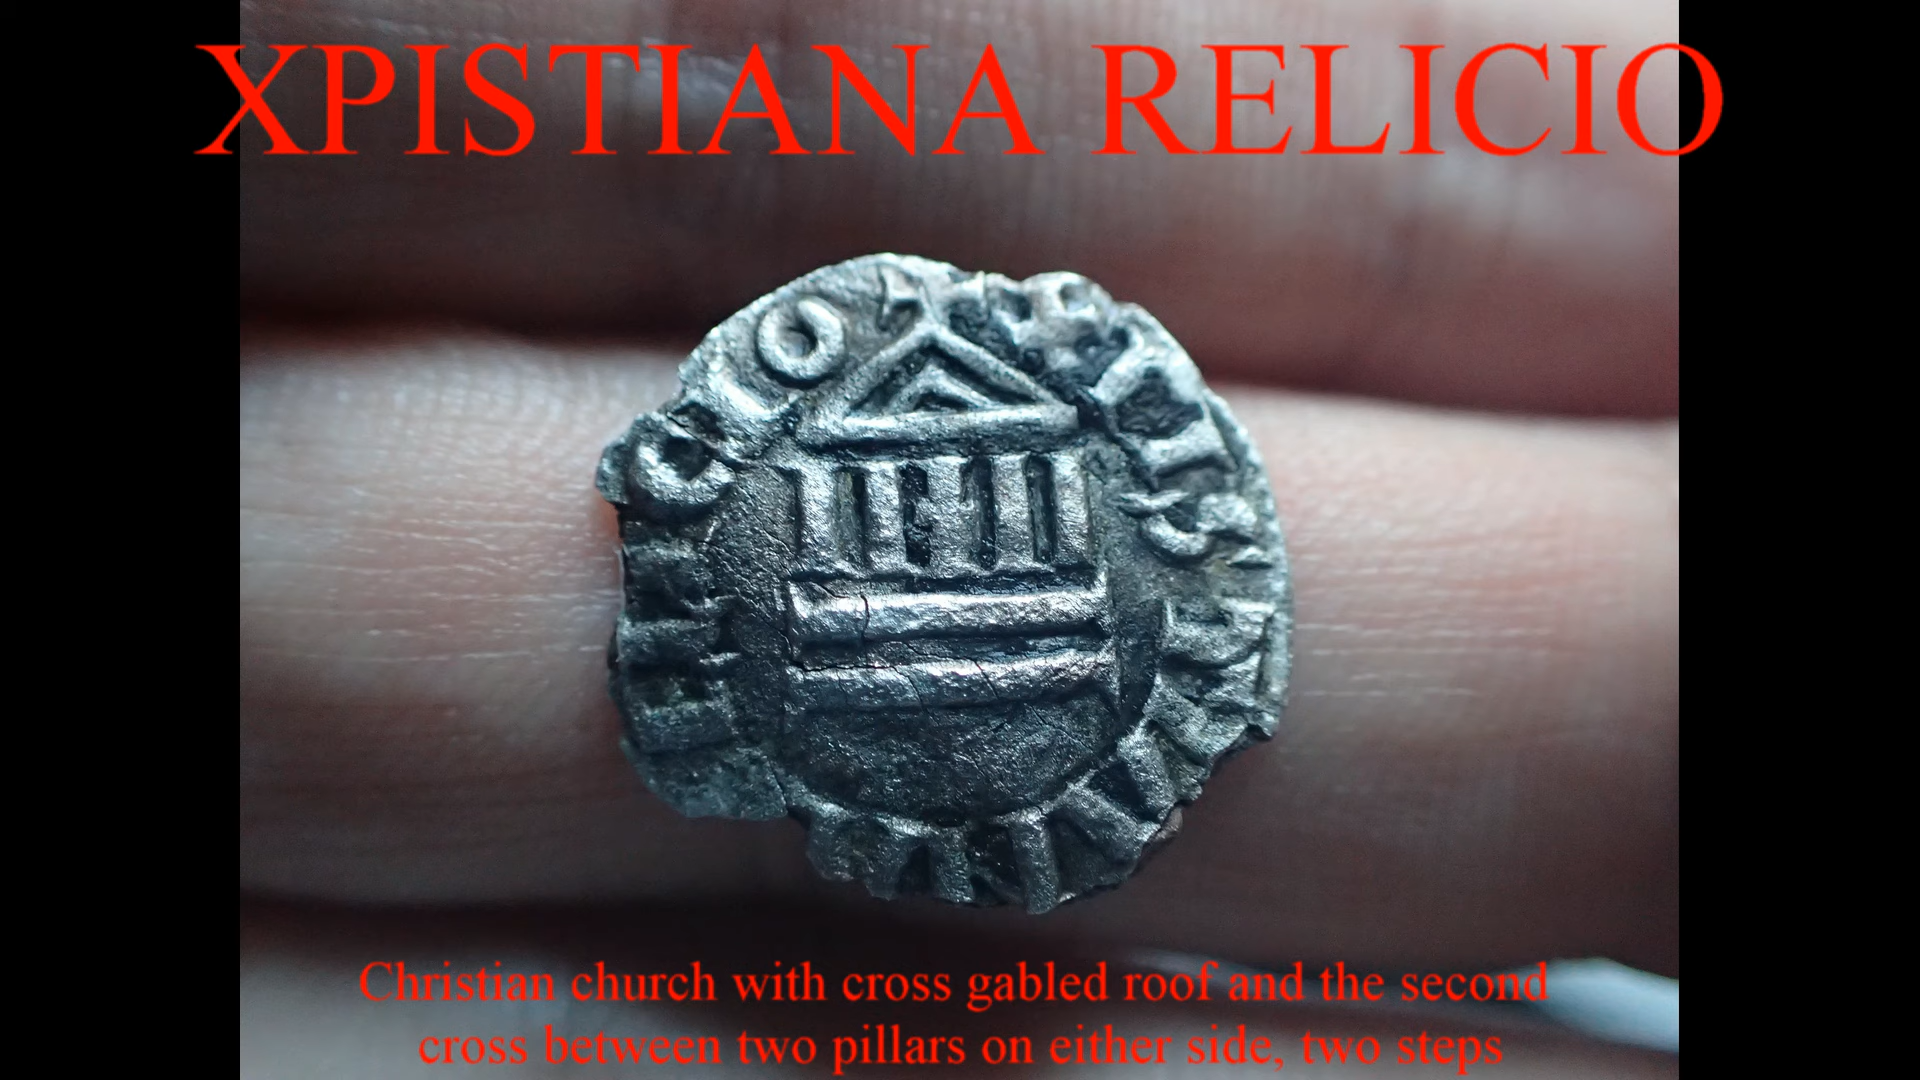 XPISTIANA RELICIO
Christian church with cross gabled roof and the second
cross between two pillars on either side, two steps